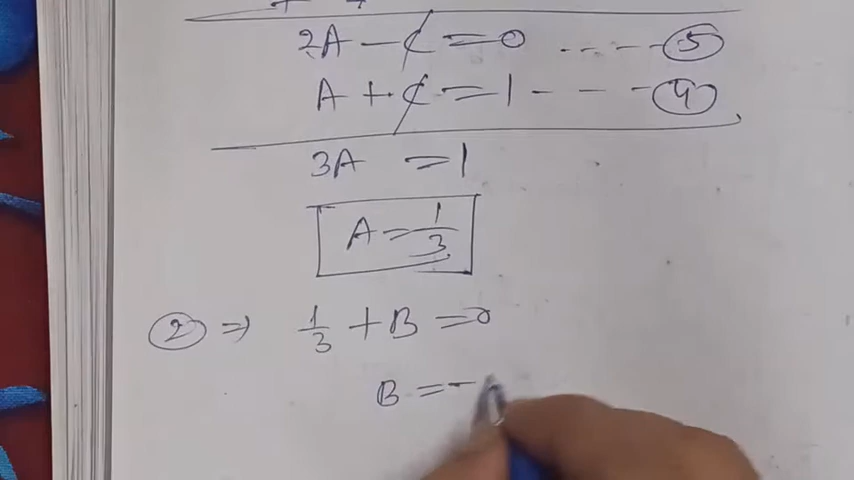 2A - C = 0 ------ (5)
A + C = 1 ------ (4)
3A = 1
A = 1/3
(2) ⇒ 1/3 + B = 0
B = -